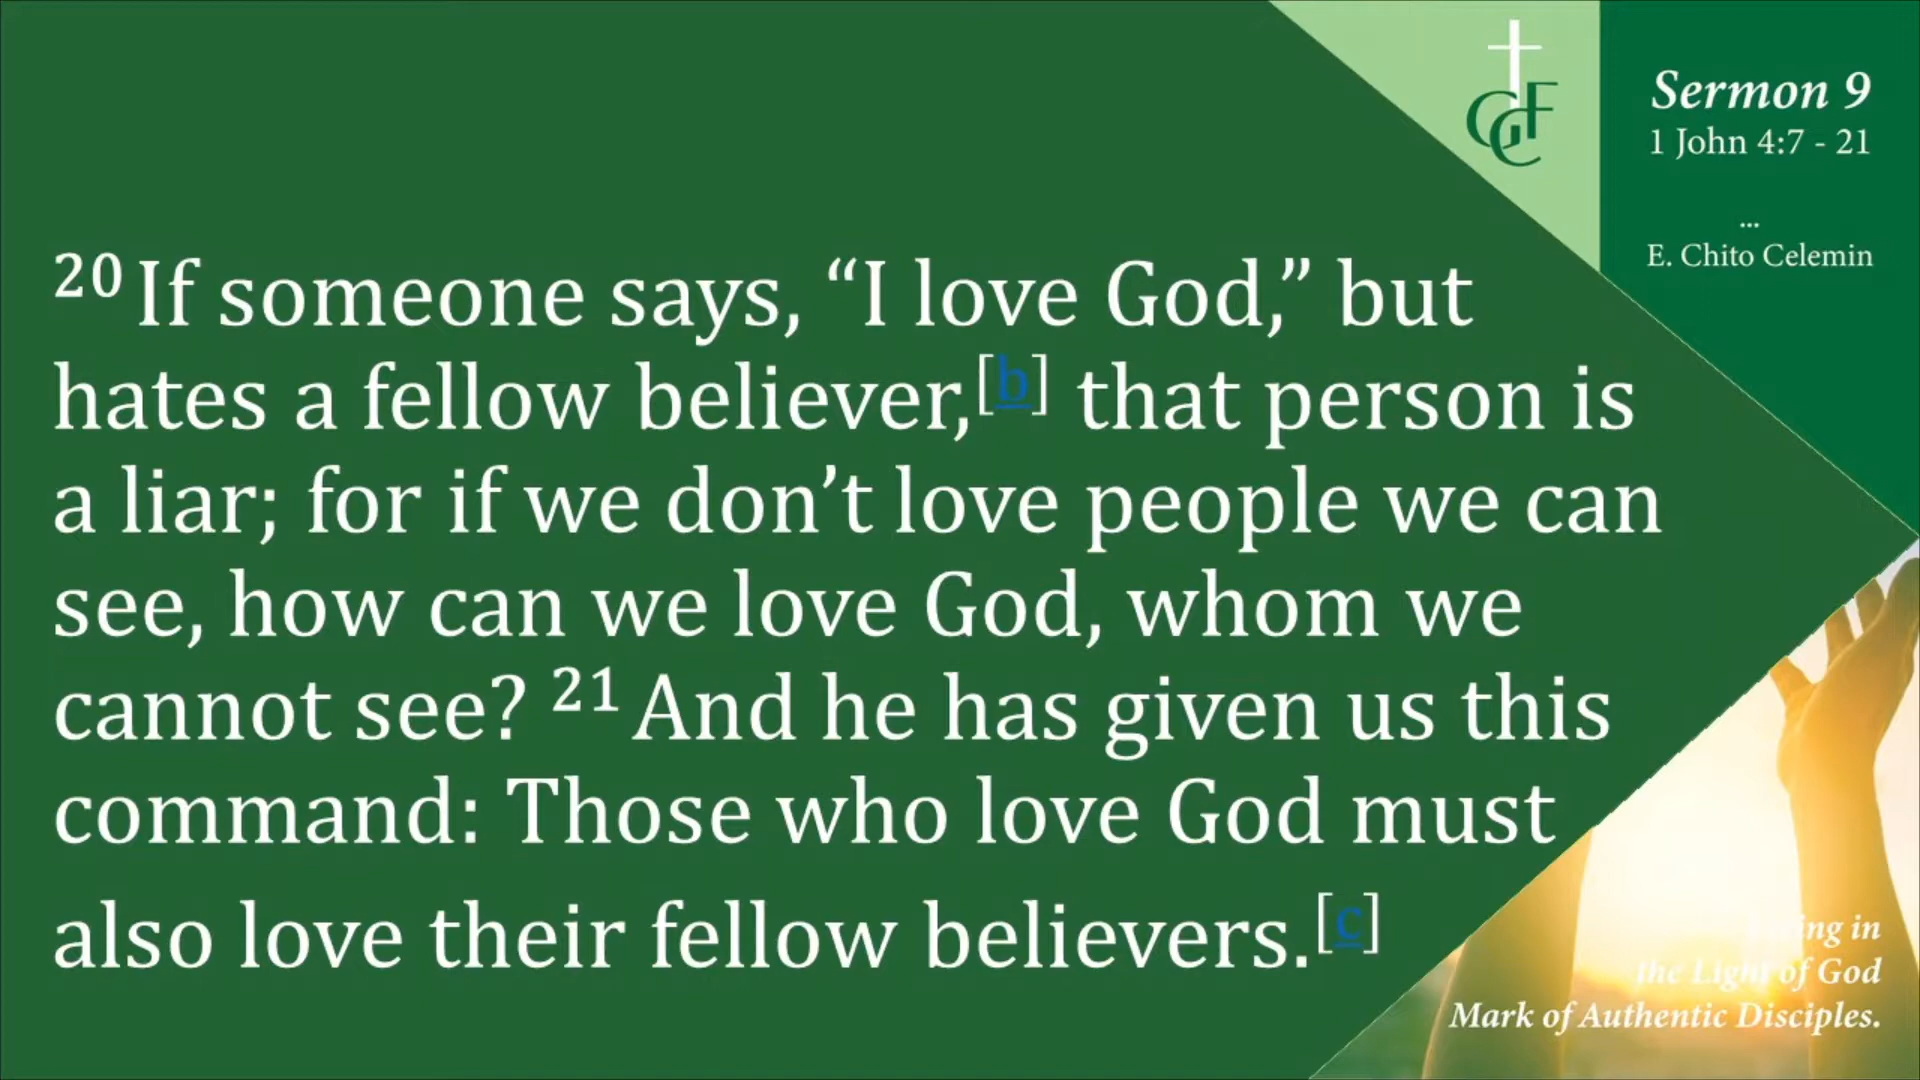 GCF
Sermon 9
1 John 4:7 - 21
...
E. Chito Celemin
20 If someone says, “I love God,” but
hates a fellow believer,[b] that person is
a liar; for if we don’t love people we can
see, how can we love God, whom we
cannot see? 21 And he has given us this
command: Those who love God must
also love their fellow believers.[c]
in
the Light of God
Mark of Authentic Disciples.